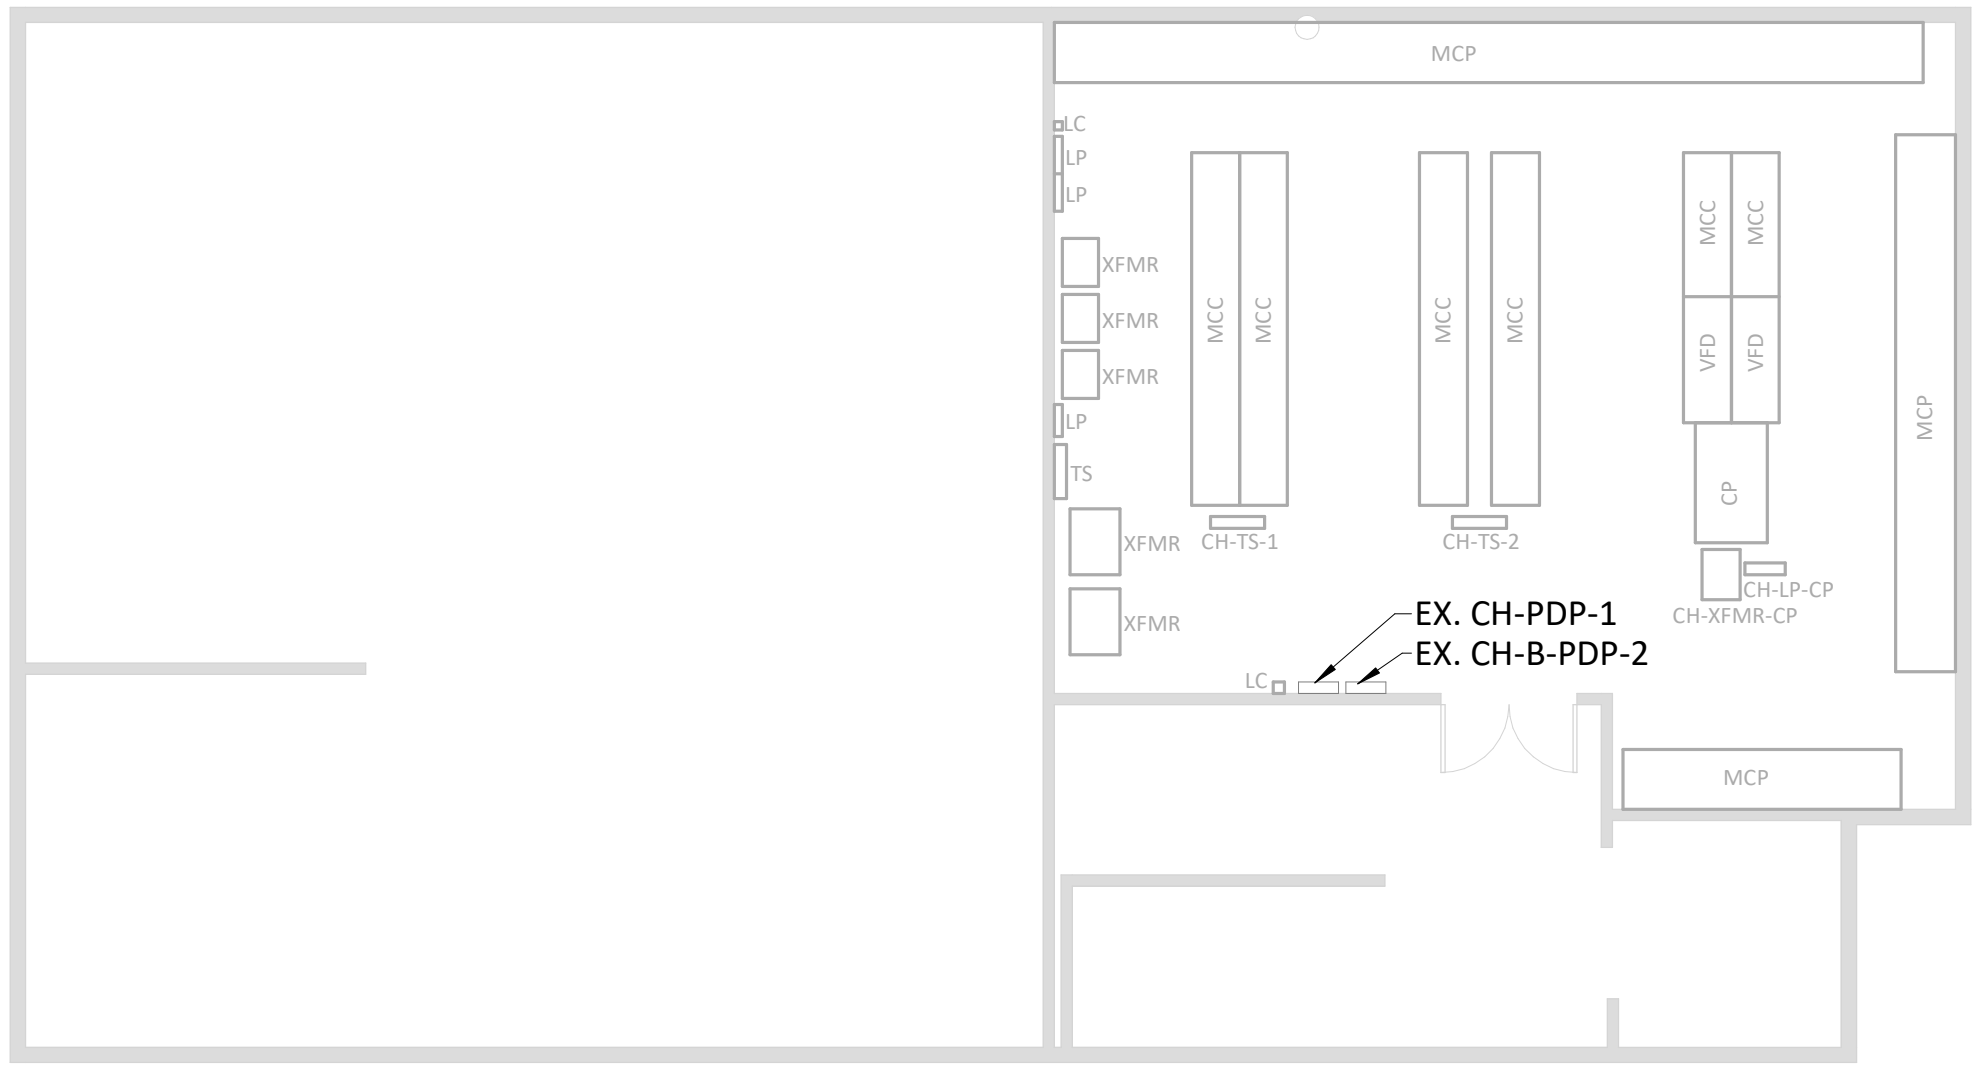 MCP
LC
LP
LP
MCC
MCC
XFMR
MCC
MCC
MCC
MCC
XFMR
VFD
VFD
XFMR
LP
MCP
TS
CP
CH-TS-1
CH-TS-2
XFMR
CH-LP-CP
CH-XFMR-CP
EX. CH-PDP-1
XFMR
EX. CH-B-PDP-2
LC
MCP